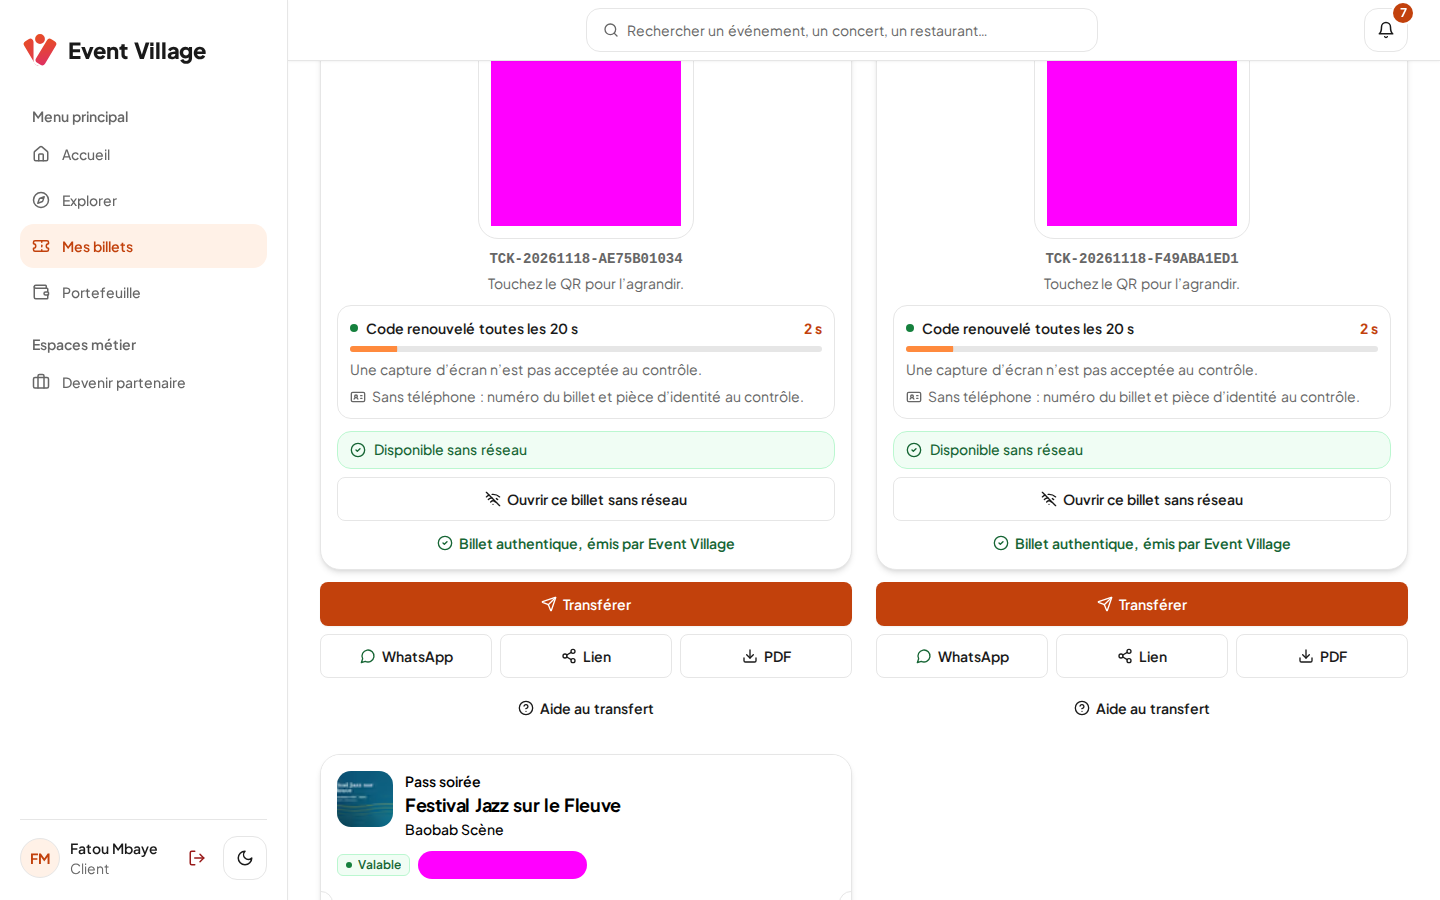 Event Village
Rechercher un événement, un concert, un restaurant...
7
Menu principal
Accueil
Explorer
Mes billets
Portefeuille
Espaces métier
Devenir partenaire
FM
Fatou Mbaye
Client
TCK-20261118-AE75B01034
Touchez le QR pour l'agrandir.
Code renouvelé toutes les 20 s
2 s
Une capture d'écran n'est pas acceptée au contrôle.
Sans téléphone : numéro du billet et pièce d'identité au contrôle.
Disponible sans réseau
Ouvrir ce billet sans réseau
Billet authentique, émis par Event Village
Transférer
WhatsApp
Lien
PDF
Aide au transfert
TCK-20261118-F49ABA1ED1
Touchez le QR pour l'agrandir.
Code renouvelé toutes les 20 s
2 s
Une capture d'écran n'est pas acceptée au contrôle.
Sans téléphone : numéro du billet et pièce d'identité au contrôle.
Disponible sans réseau
Ouvrir ce billet sans réseau
Billet authentique, émis par Event Village
Transférer
WhatsApp
Lien
PDF
Aide au transfert
Pass soirée
Festival Jazz sur le Fleuve
Baobab Scène
Valable